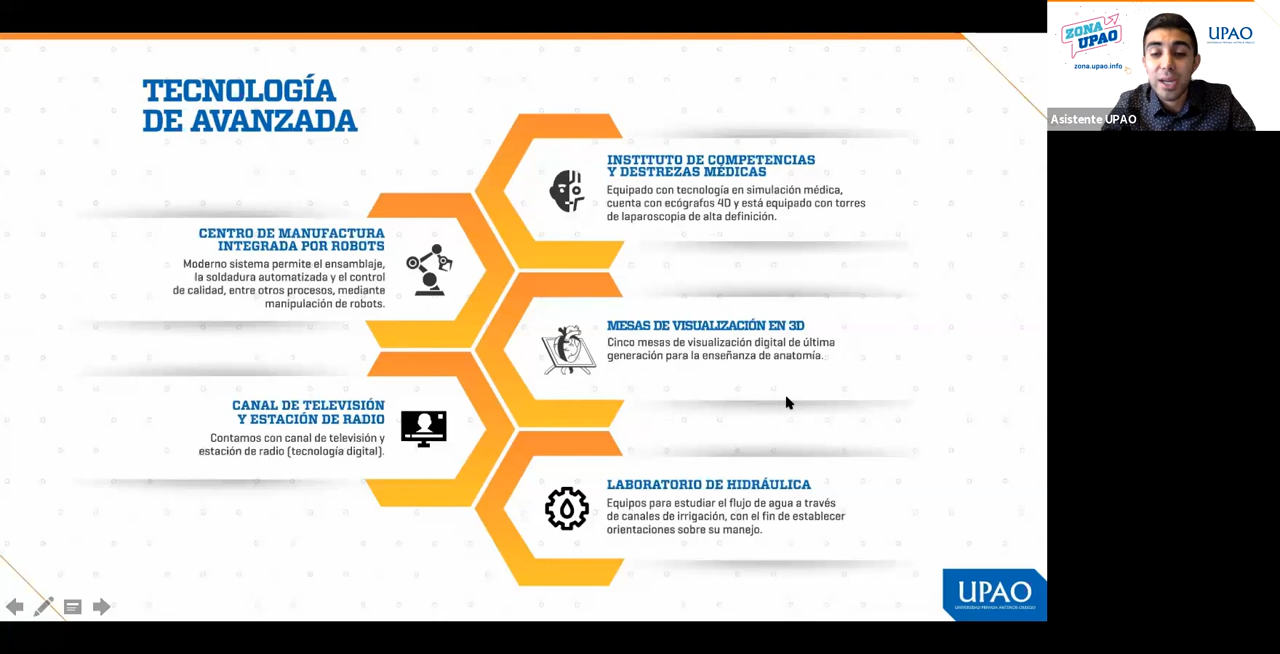 TECNOLOGÍA
DE AVANZADA
CENTRO DE MANUFACTURA
INTEGRADA POR ROBOTS
Moderno sistema permite el ensamblaje,
la soldadura automatizada y el control
de calidad, entre otros procesos, mediante
manipulación de robots.
CANAL DE TELEVISIÓN
Y ESTACIÓN DE RADIO
Contamos con canal de televisión y
estación de radio (tecnología digital).
INSTITUTO DE COMPETENCIAS
Y DESTREZAS MÉDICAS
Equipado con tecnología en simulación médica,
cuenta con ecógrafos 4D y está equipado con torres
de laparoscopia de alta definición.
MESAS DE VISUALIZACIÓN EN 3D
Cinco mesas de visualización digital de última
generación para la enseñanza de anatomía.
LABORATORIO DE HIDRÁULICA
Equipos para estudiar el flujo de agua a través
de canales de irrigación, con el fin de establecer
orientaciones sobre su manejo.
UPAO
UNIVERSIDAD PRIVADA ANTENOR ORREGO
ZONA
UPAO
zona.upao.info
UPAO
Asistente UPAO